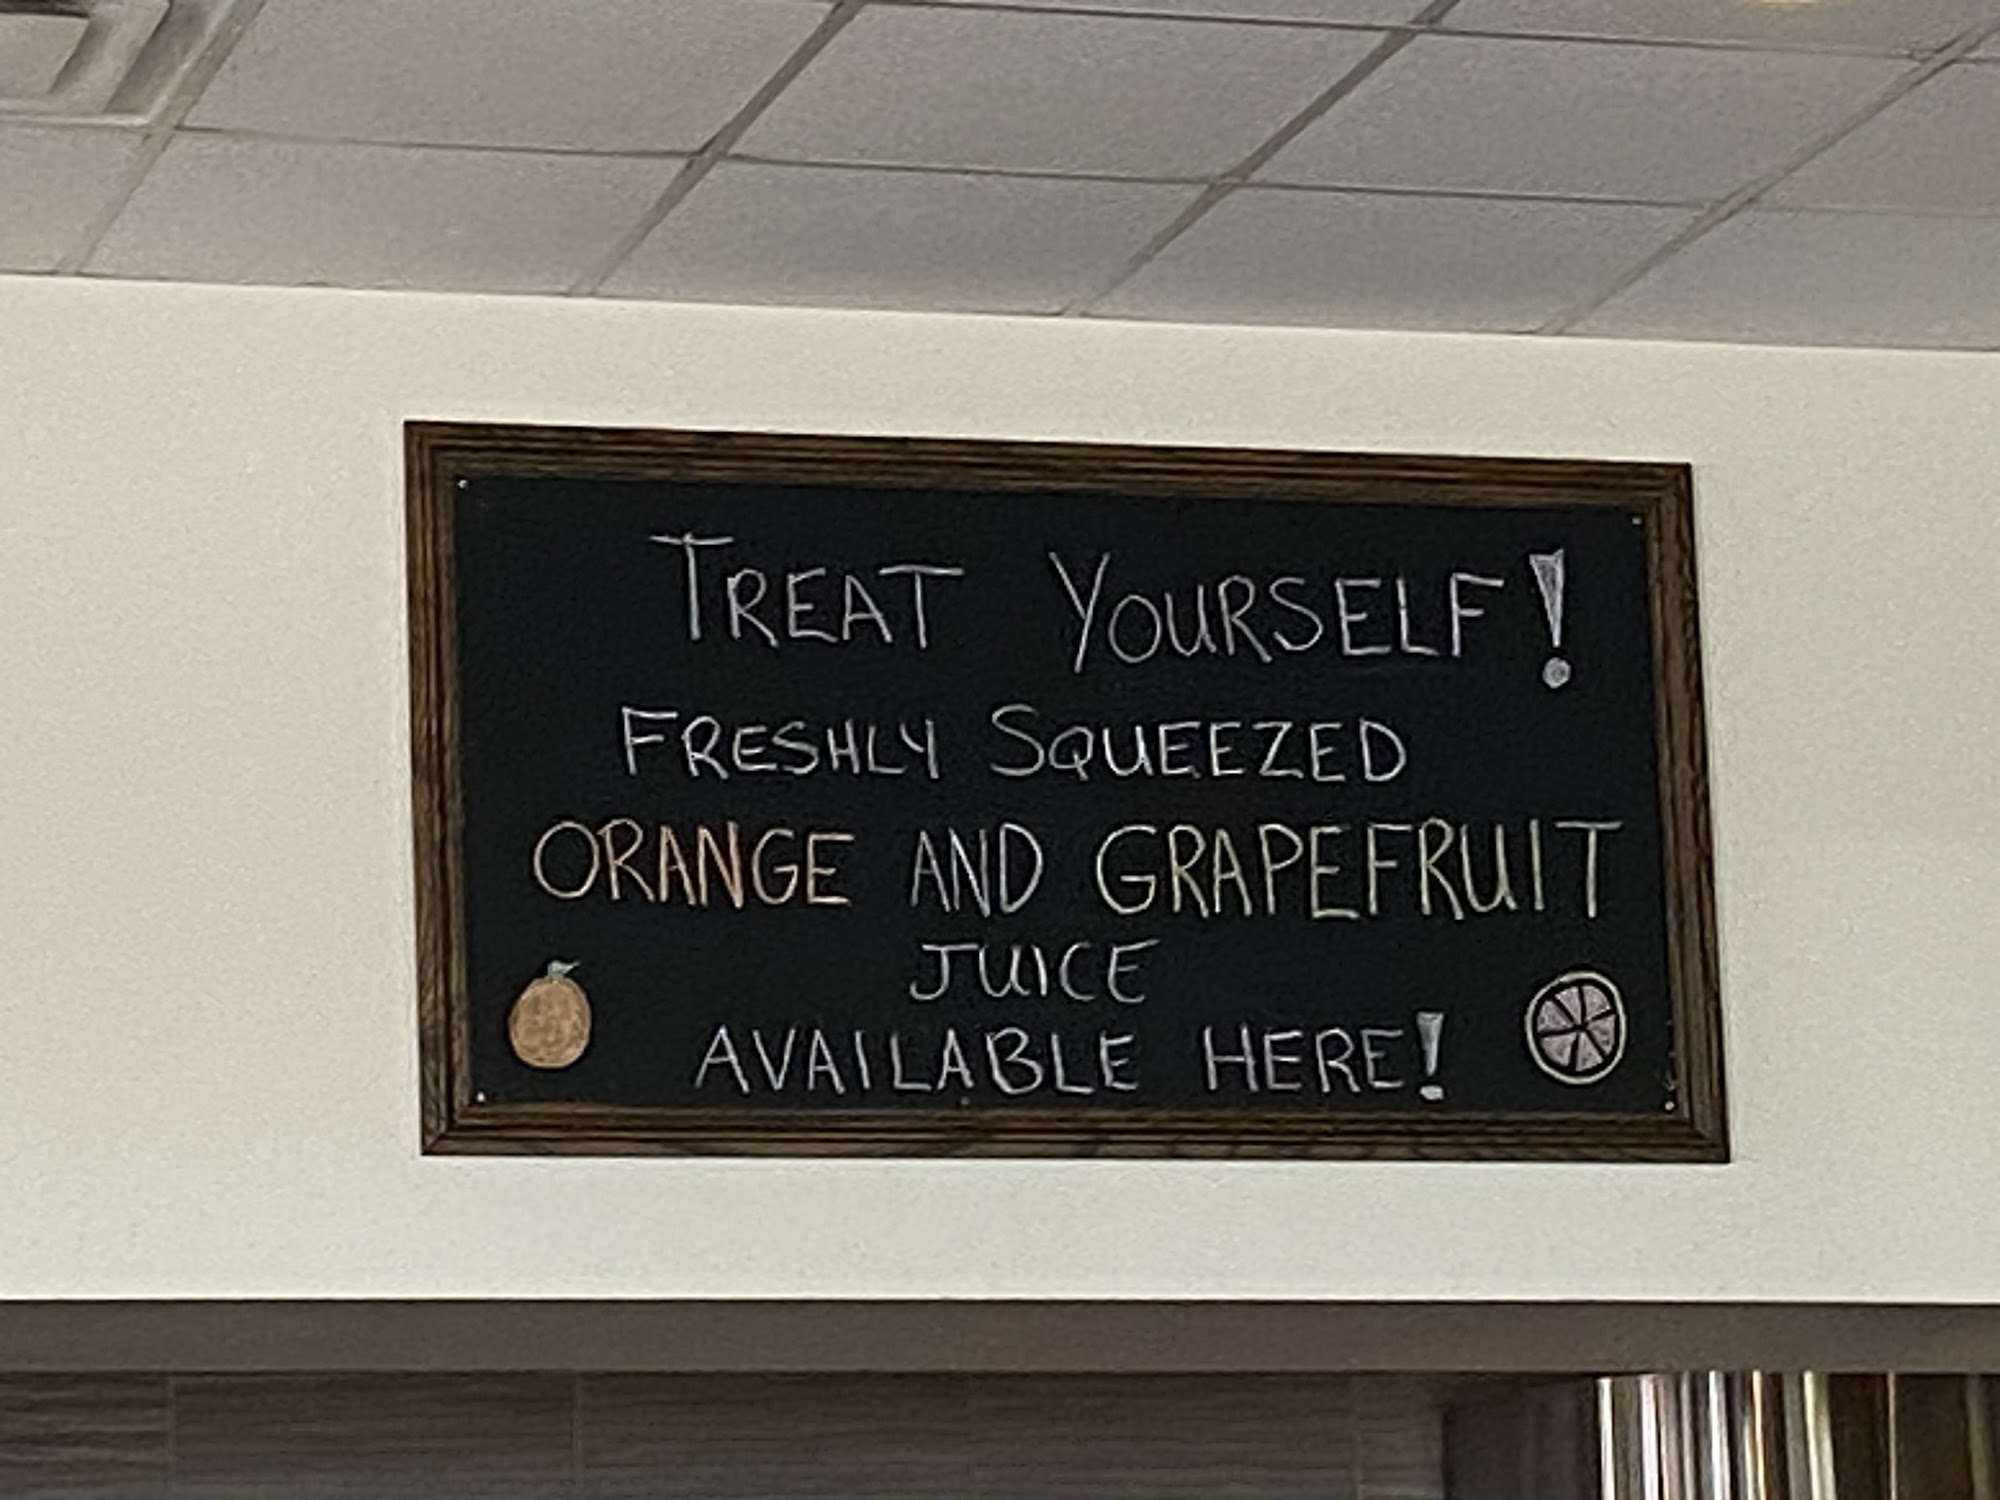 TREAT YOURSELF!
FRESHLY SQUEEZED
ORANGE AND GRAPEFRUIT
JUICE
AVAILABLE HERE!